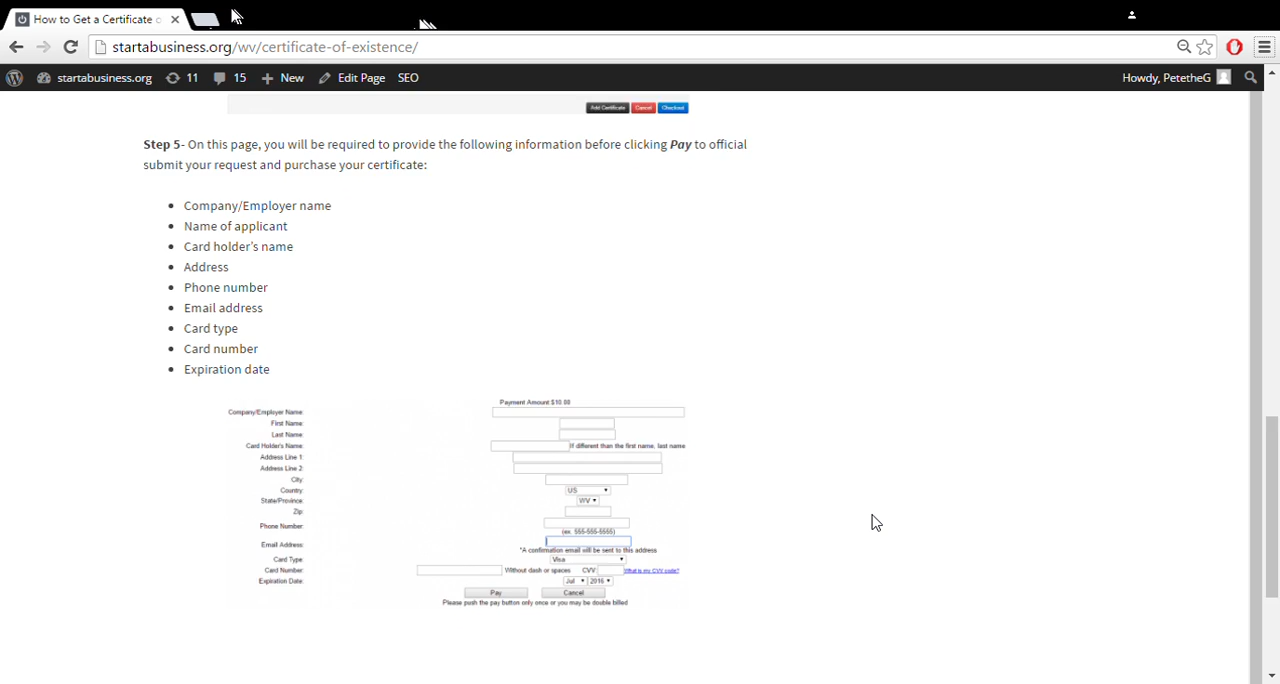 How to Get a Certificate o
startabusiness.org/wv/certificate-of-existence/
startabusiness.org 11 15 + New Edit Page SEO Howdy, PetetheG
Add Certificate Cancel Checkout
Step 5- On this page, you will be required to provide the following information before clicking Pay to official
submit your request and purchase your certificate:
• Company/Employer name
• Name of applicant
• Card holder's name
• Address
• Phone number
• Email address
• Card type
• Card number
• Expiration date
Payment Amount:$10.00
Company/Employer Name:
First Name:
Last Name:
Card Holder's Name: If different than the first name, last name
Address Line 1:
Address Line 2:
City:
Country: US
State/Province: WV
Zip:
Phone Number:
(ex: 555-555-5555)
Email Address:
*A confirmation email will be sent to this address
Card Type: Visa
Card Number: Without dash or spaces CVV: What is my CVV code?
Expiration Date: Jul 2016
Pay Cancel
Please push the pay button only once or you may be double billed